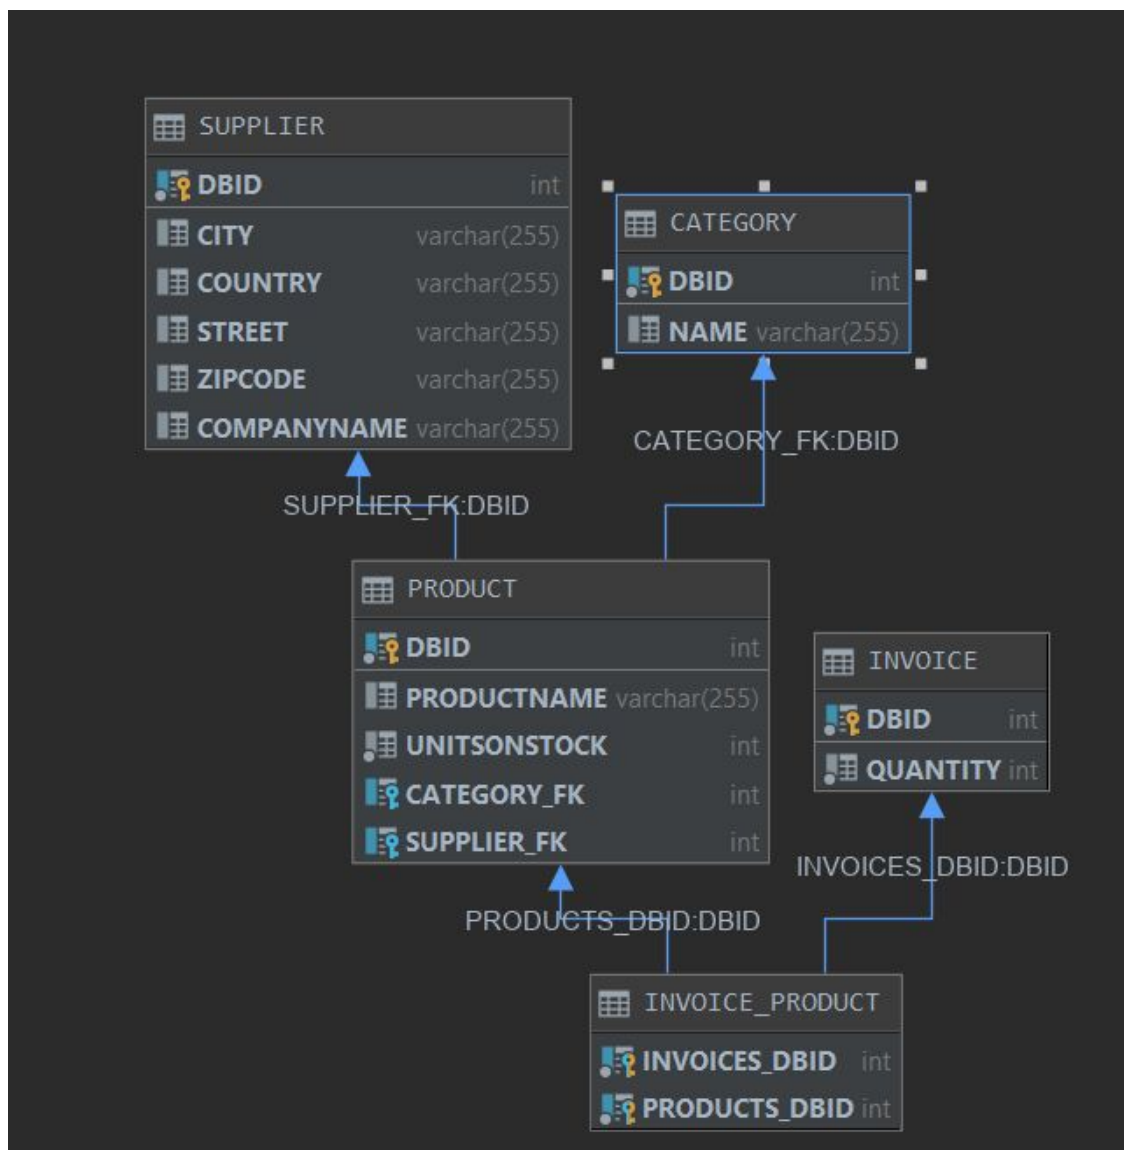 SUPPLIER
DBID int
CITY varchar(255)
COUNTRY varchar(255)
STREET varchar(255)
ZIPCODE varchar(255)
COMPANYNAME varchar(255)
CATEGORY
DBID int
NAME varchar(255)
CATEGORY_FK:DBID
SUPPLIER_FK:DBID
PRODUCT
DBID int
PRODUCTNAME varchar(255)
UNITSONSTOCK int
CATEGORY_FK int
SUPPLIER_FK int
INVOICE
DBID int
QUANTITY int
INVOICES_DBID:DBID
PRODUCTS_DBID:DBID
INVOICE_PRODUCT
INVOICES_DBID int
PRODUCTS_DBID int